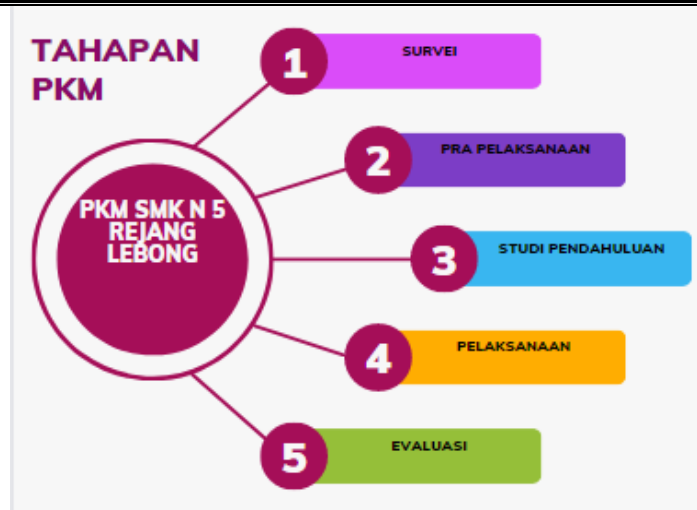 TAHAPAN
PKM
PKM SMK N 5
REJANG
LEBONG
1
SURVEI
2
PRA PELAKSANAAN
3
STUDI PENDAHULUAN
4
PELAKSANAAN
5
EVALUASI